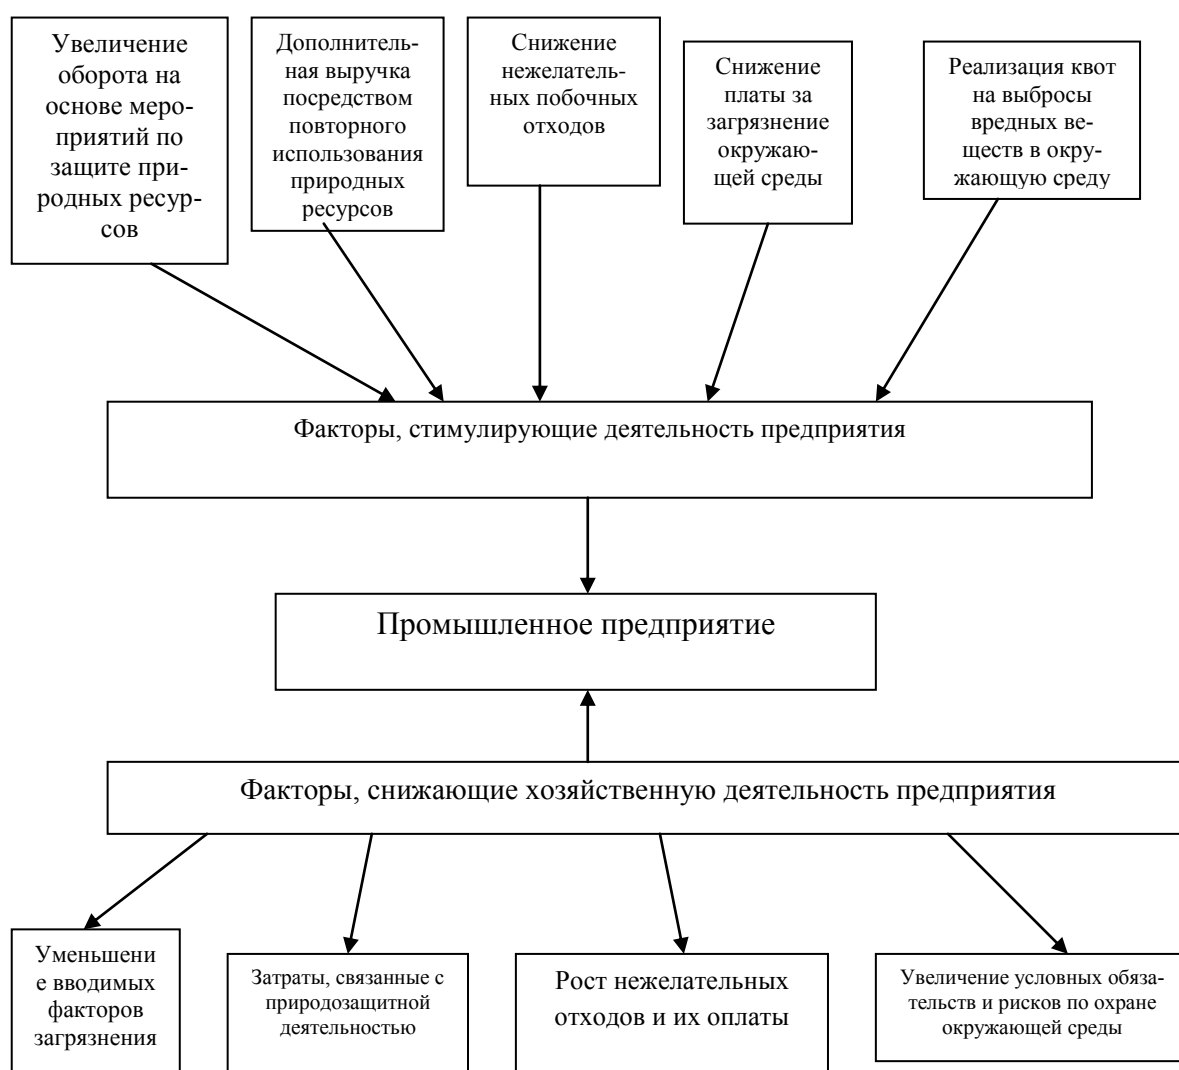 Увеличение
оборота на
основе меро-
приятий по
защите при-
родных ресур-
сов
Дополнитель-
ная выручка
посредством
повторного
использования
природных
ресурсов
Снижение
нежелатель-
ных побочных
отходов
Снижение
платы за
загрязнение
окружаю-
щей среды
Реализация квот
на выбросы
вредных ве-
ществ в окру-
жающую среду
Факторы, стимулирующие деятельность предприятия
Промышленное предприятие
Факторы, снижающие хозяйственную деятельность предприятия
Уменьшени
е вводимых
факторов
загрязнения
Затраты, связанные с
природозащитной
деятельностью
Рост нежелательных
отходов и их оплаты
Увеличение условных обяза-
тельств и рисков по охране
окружающей среды